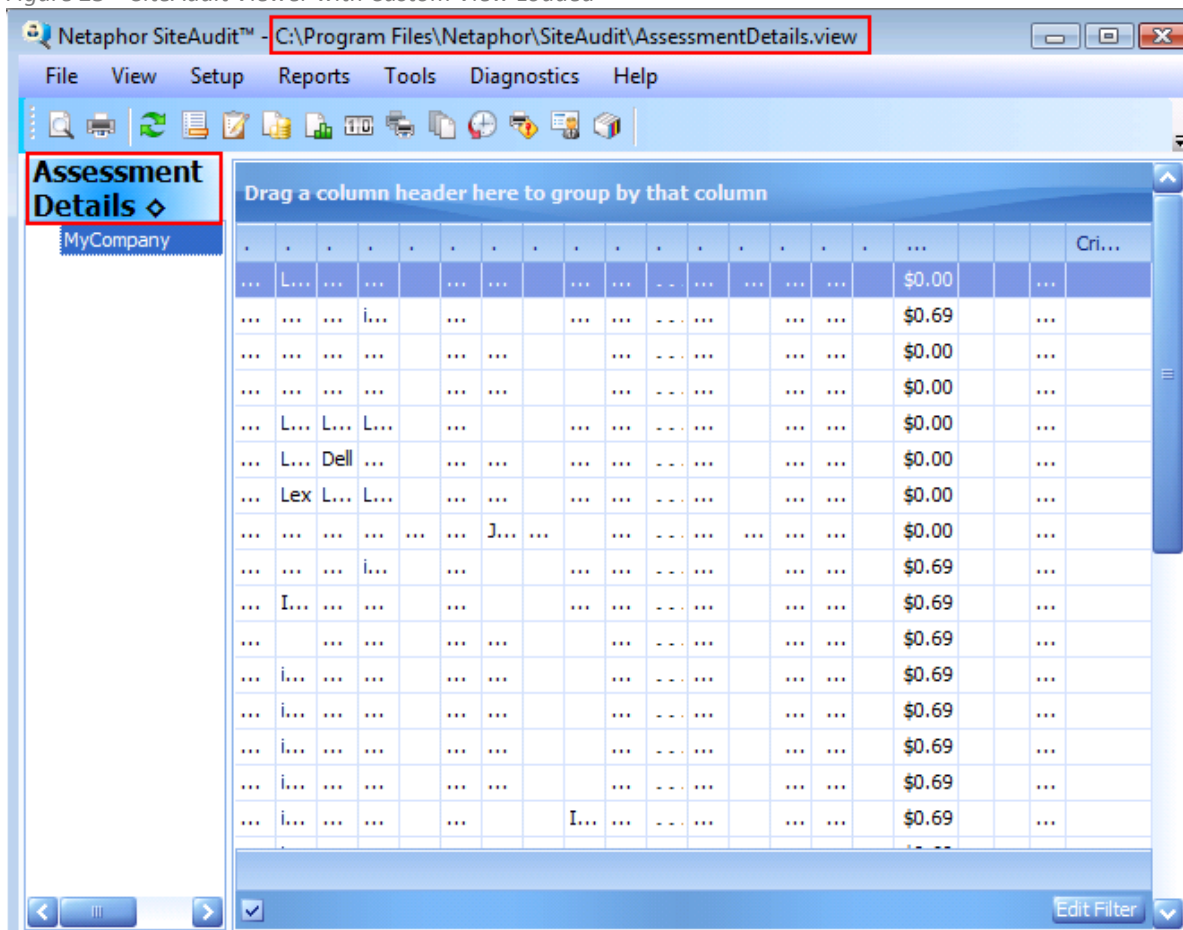 Netaphor SiteAudit™ - C:\Program Files\Netaphor\SiteAudit\AssessmentDetails.view
File View Setup Reports Tools Diagnostics Help
Assessment
Details ◇
MyCompany
Drag a column header here to group by that column
. . . . . . . . . . . . . . . . ... Cri...
... L... ... ... ... ... ... ... ... ... ... ... ... $0.00 ...
... ... ... i... ... ... ... ... ... ... ... $0.69 ...
... ... ... ... ... ... ... ... ... ... ... $0.00 ...
... ... ... ... ... ... ... ... ... ... ... $0.00 ...
... L... L... L... ... ... ... ... ... ... ... $0.00 ...
... L... Dell ... ... ... ... ... ... ... ... ... $0.00 ...
... Lex L... L... ... ... ... ... ... ... ... ... $0.00 ...
... ... ... ... ... ... J... ... ... ... ... ... ... ... $0.00 ...
... ... ... i... ... ... ... ... ... ... ... $0.69 ...
... I... ... ... ... ... ... ... ... ... ... $0.69 ...
... ... ... ... ... ... ... ... ... ... $0.69 ...
... i... ... ... ... ... ... ... ... ... ... $0.69 ...
... i... ... ... ... ... ... ... ... ... ... $0.69 ...
... i... ... ... ... ... ... ... ... ... ... $0.69 ...
... i... ... ... ... ... ... ... ... ... ... $0.69 ...
... i... ... ... ... I... ... ... ... ... ... $0.69 ...
Edit Filter